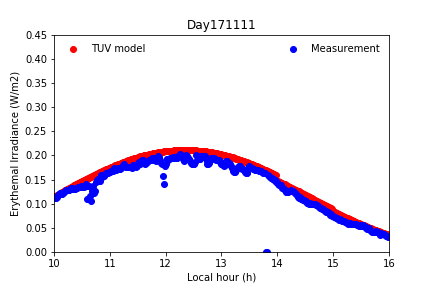 Day171111
TUV model
Measurement
Erythemal Irradiance (W/m2)
0.45
0.40
0.35
0.30
0.25
0.20
0.15
0.10
0.05
0.00
10 11 12 13 14 15 16
Local hour (h)